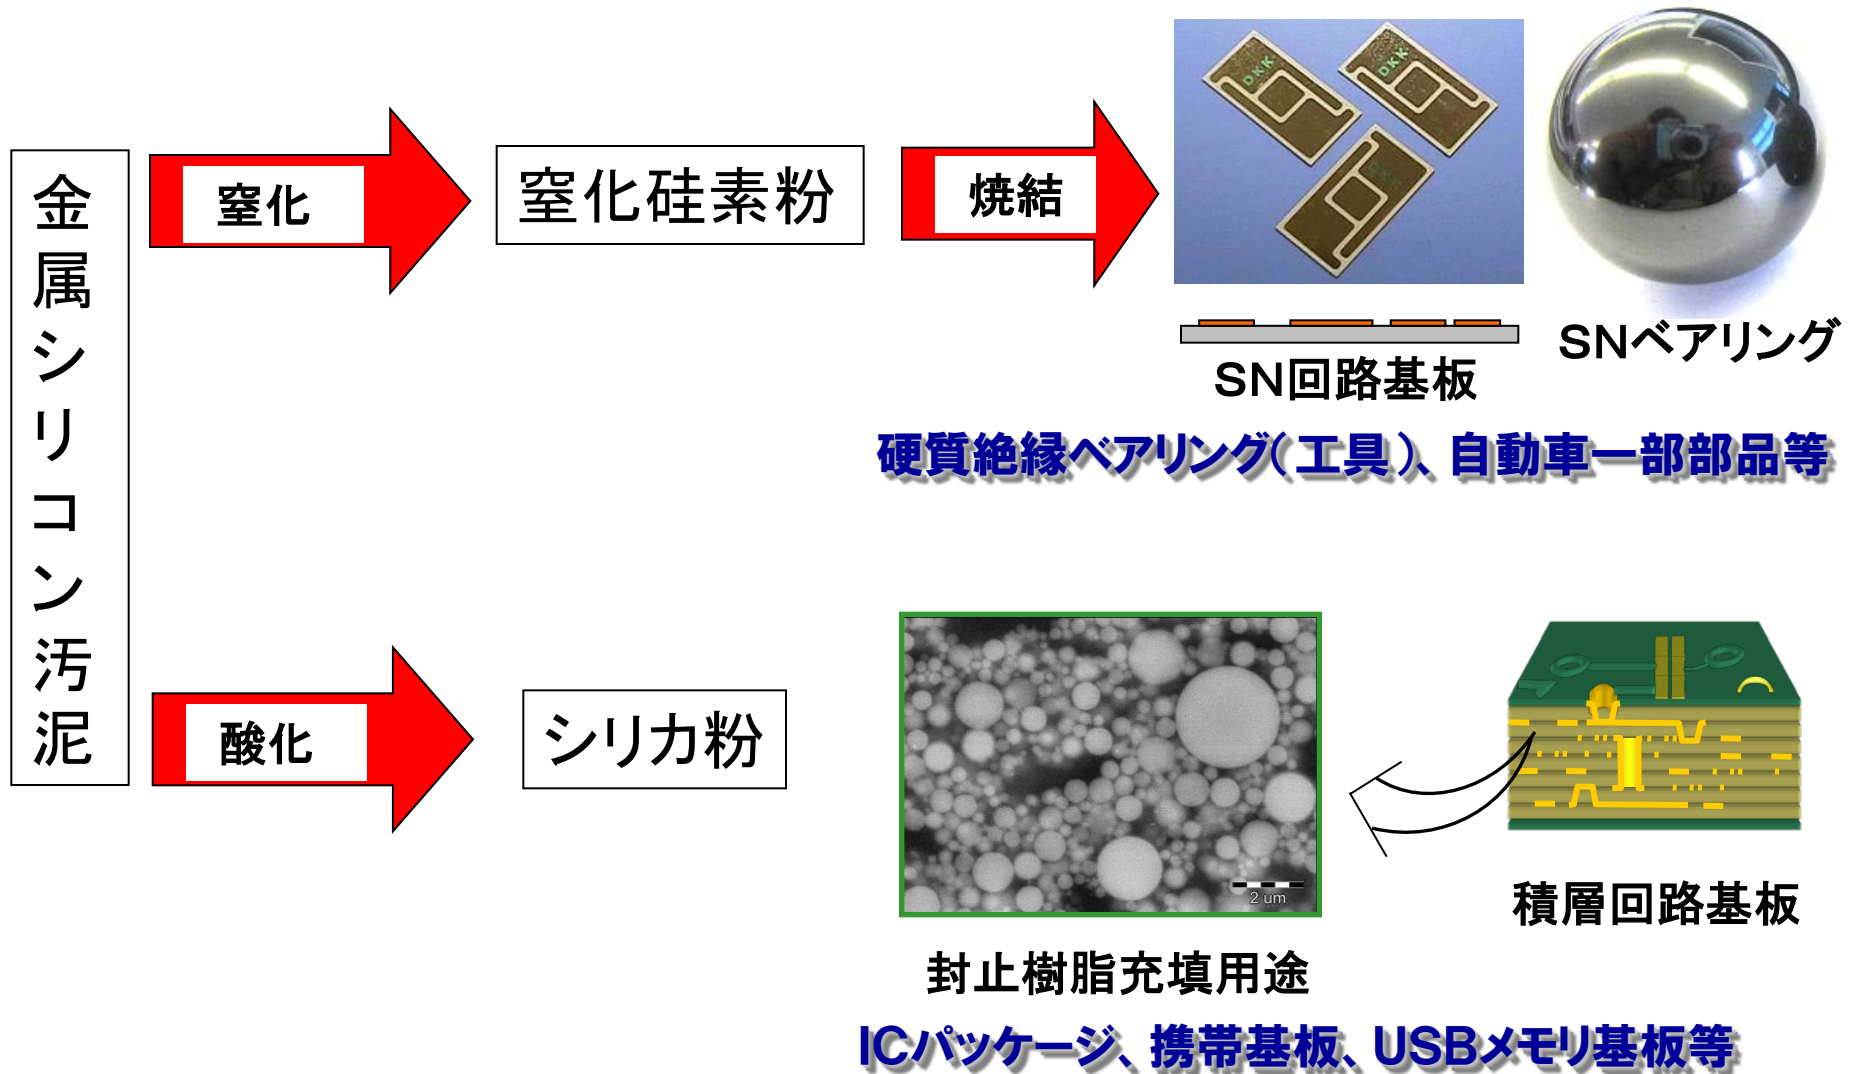 金属シリコン汚泥
窒化
窒化硅素粉
焼結
DKK
DKK
DKK
SN回路基板
SNベアリング
硬質絶縁ベアリング(工具)、自動車一部部品等
酸化
シリカ粉
2 um
封止樹脂充填用途
積層回路基板
ICパッケージ、携帯基板、USBメモリ基板等